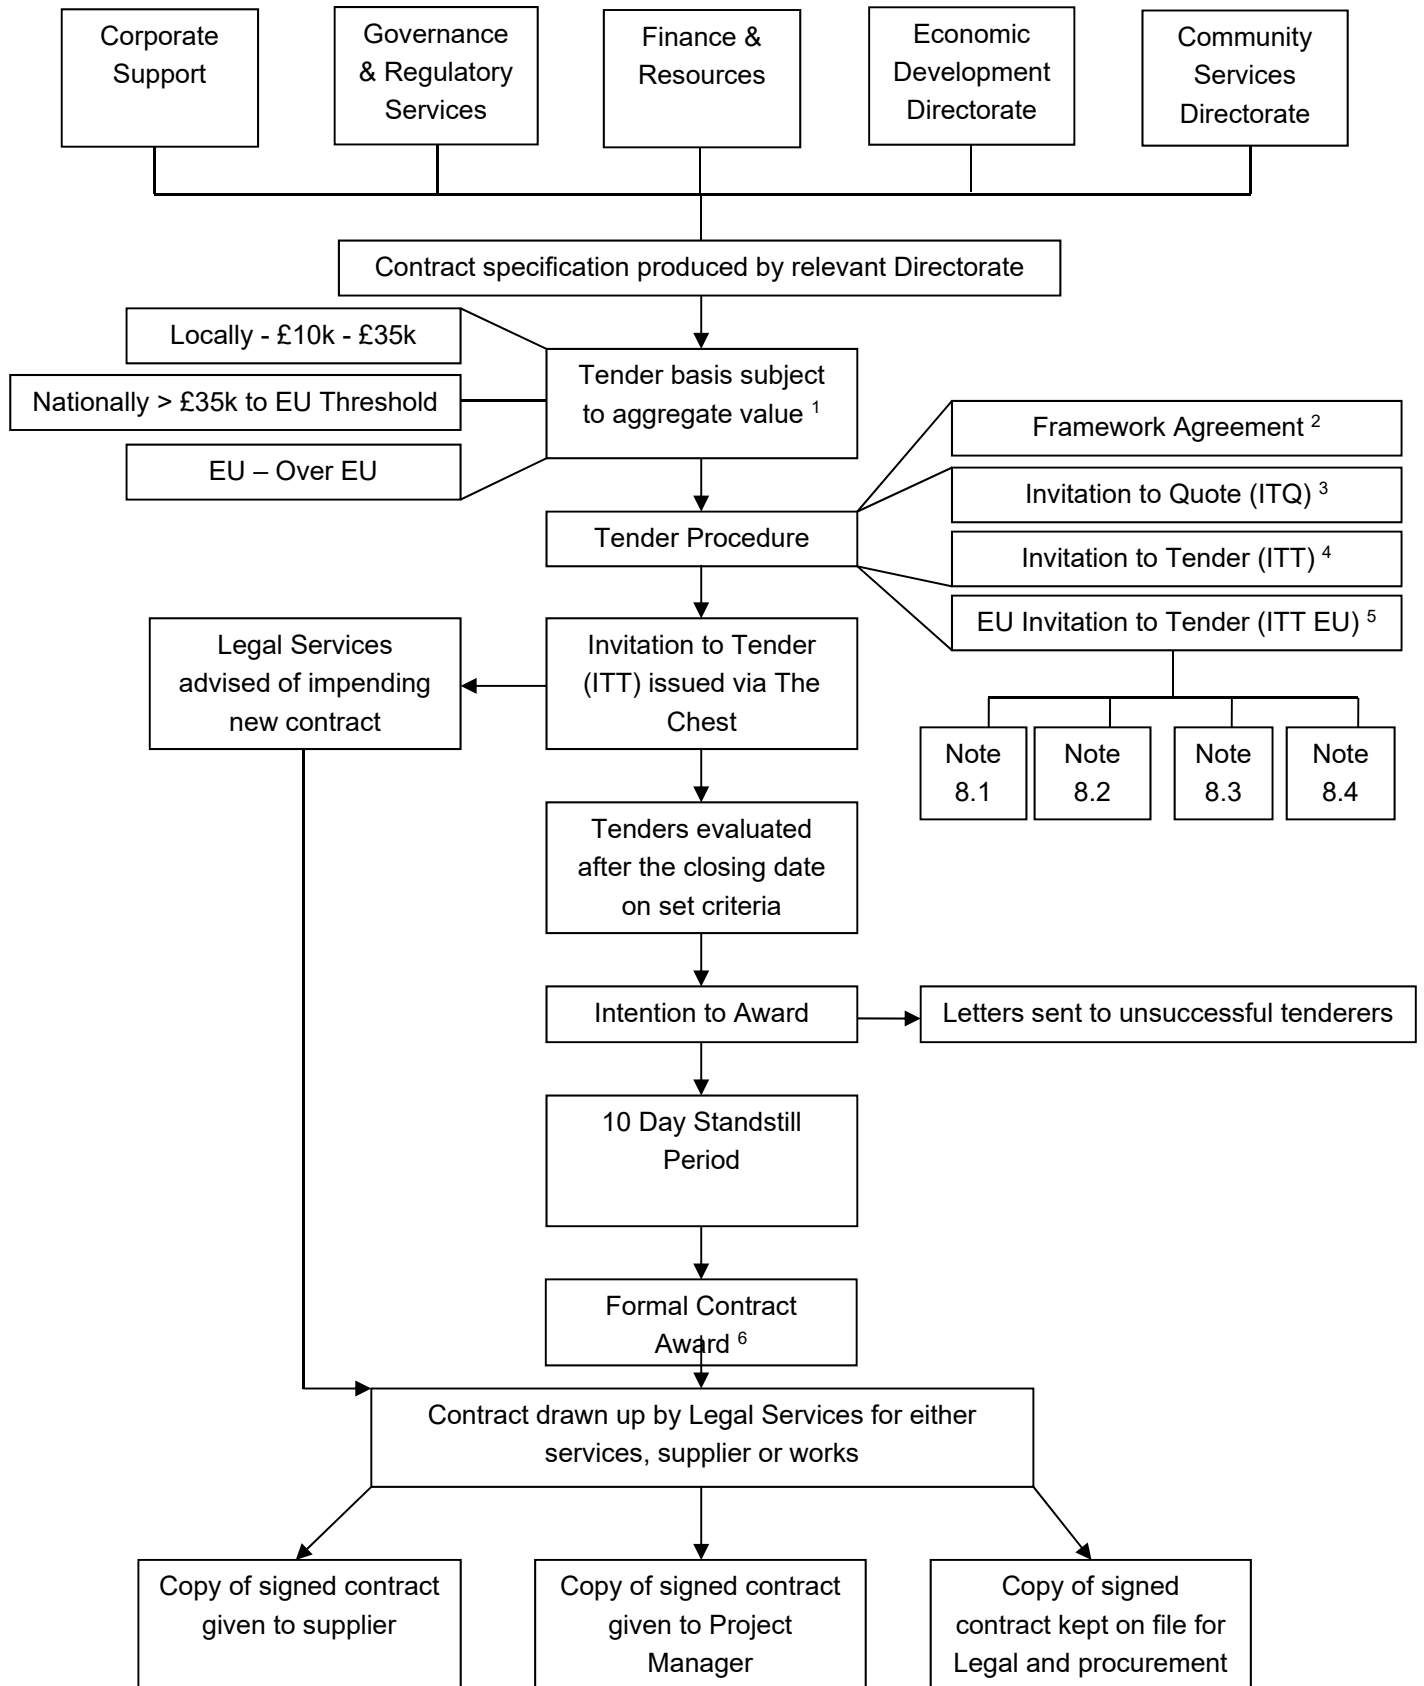 Corporate
Support
Governance
& Regulatory
Services
Finance &
Resources
Economic
Development
Directorate
Community
Services
Directorate
Contract specification produced by relevant Directorate
Locally - £10k - £35k
Nationally > £35k to EU Threshold
EU – Over EU
Tender basis subject
to aggregate value 1
Framework Agreement 2
Invitation to Quote (ITQ) 3
Invitation to Tender (ITT) 4
EU Invitation to Tender (ITT EU) 5
Tender Procedure
Note
8.1
Note
8.2
Note
8.3
Note
8.4
Legal Services
advised of impending
new contract
Invitation to Tender
(ITT) issued via The
Chest
Tenders evaluated
after the closing date
on set criteria
Intention to Award
Letters sent to unsuccessful tenderers
10 Day Standstill
Period
Formal Contract
Award 6
Contract drawn up by Legal Services for either
services, supplier or works
Copy of signed contract
given to supplier
Copy of signed contract
given to Project
Manager
Copy of signed
contract kept on file for
Legal and procurement